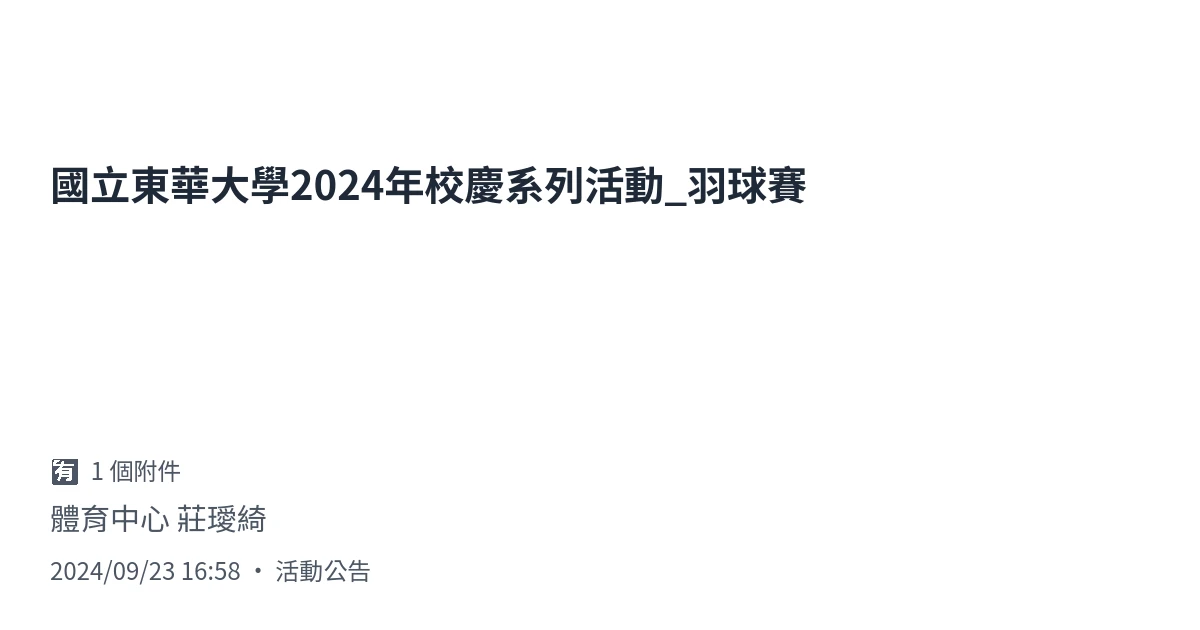 國立東華大學2024年校慶系列活動_羽球賽
🈶 1 個附件
體育中心 莊璦綺
2024/09/23 16:58 • 活動公告